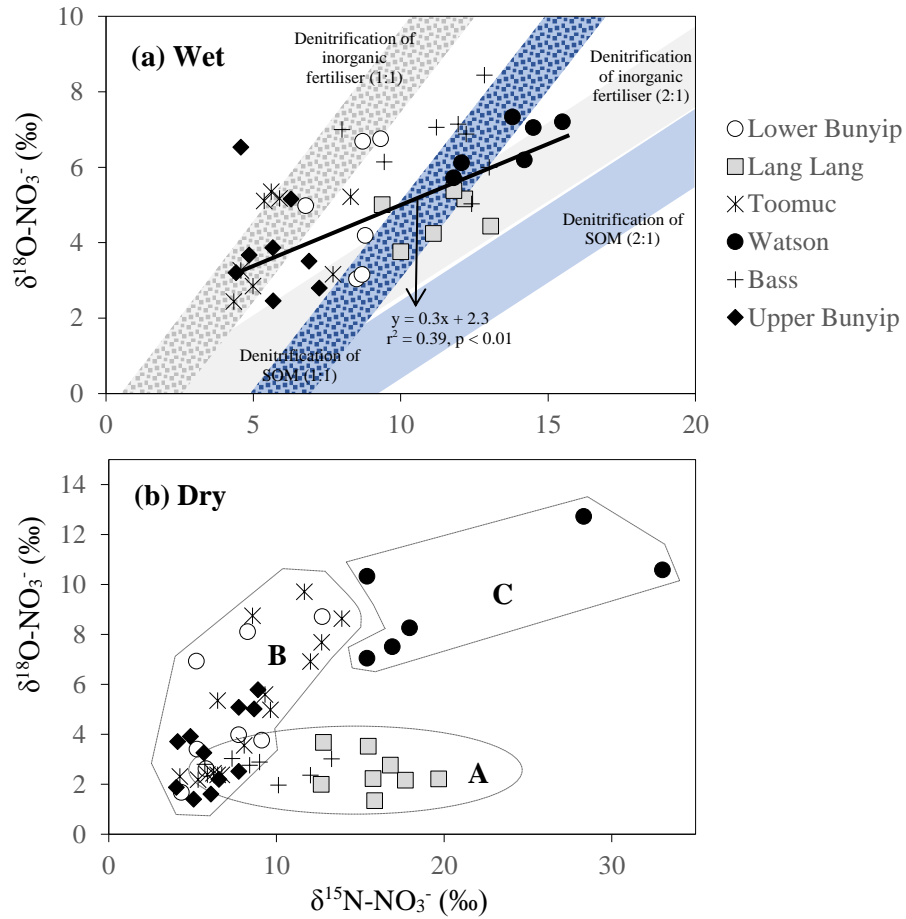 (a) Wet
Denitrification of
inorganic
fertiliser (1:1)
Denitrification
of inorganic
fertiliser (2:1)
Denitrification of
SOM (2:1)
Denitrification of
SOM (1:1)
y = 0.3x + 2.3
r² = 0.39, p < 0.01
δ¹⁸O-NO₃⁻ (‰)
10
8
6
4
2
0
0
5
10
15
20
Lower Bunyip
Lang Lang
Toomuc
Watson
Bass
Upper Bunyip
(b) Dry
A
B
C
δ¹⁸O-NO₃⁻ (‰)
14
12
10
8
6
4
2
0
0
10
20
30
δ¹⁵N-NO₃⁻ (‰)